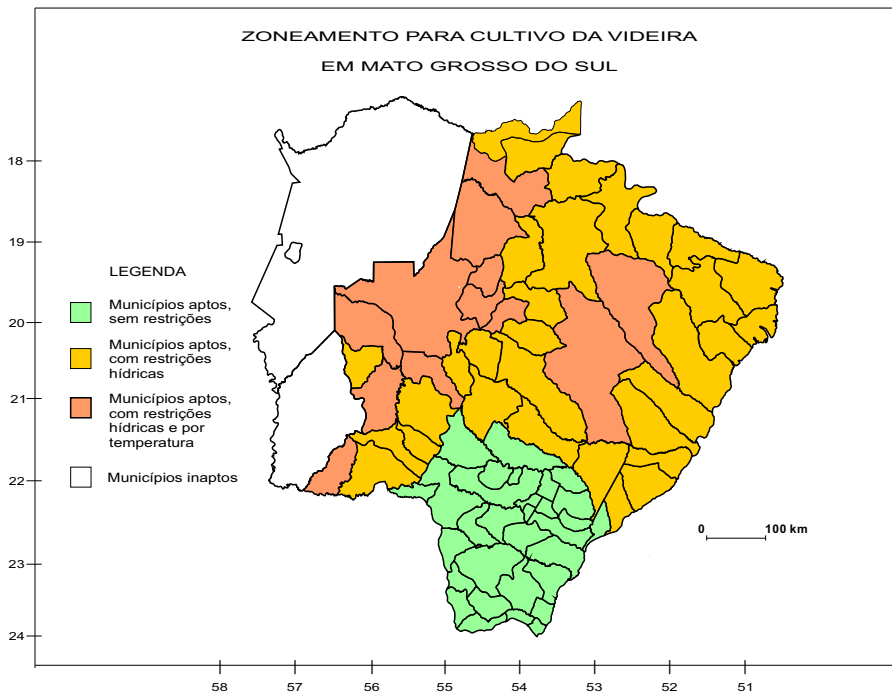 ZONEAMENTO PARA CULTIVO DA VIDEIRA
EM MATO GROSSO DO SUL
18
19
20
21
22
23
24
LEGENDA
Municípios aptos,
sem restrições
Municípios aptos,
com restrições
hídricas
Municípios aptos,
com restrições
hídricas e por
temperatura
Municípios inaptos
0 100 km
58 57 56 55 54 53 52 51